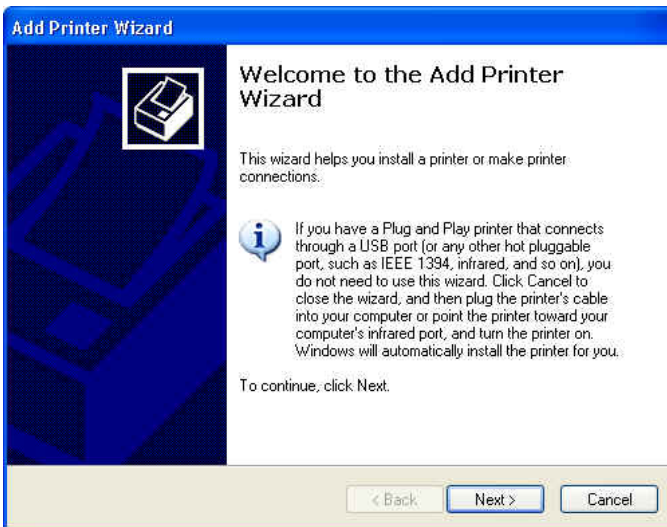 Add Printer Wizard
Welcome to the Add Printer
Wizard
This wizard helps you install a printer or make printer
connections.
If you have a Plug and Play printer that connects
through a USB port (or any other hot pluggable
port, such as IEEE 1394, infrared, and so on), you
do not need to use this wizard. Click Cancel to
close the wizard, and then plug the printer's cable
into your computer or point the printer toward your
computer's infrared port, and turn the printer on.
Windows will automatically install the printer for you.
To continue, click Next.
< Back
Next >
Cancel